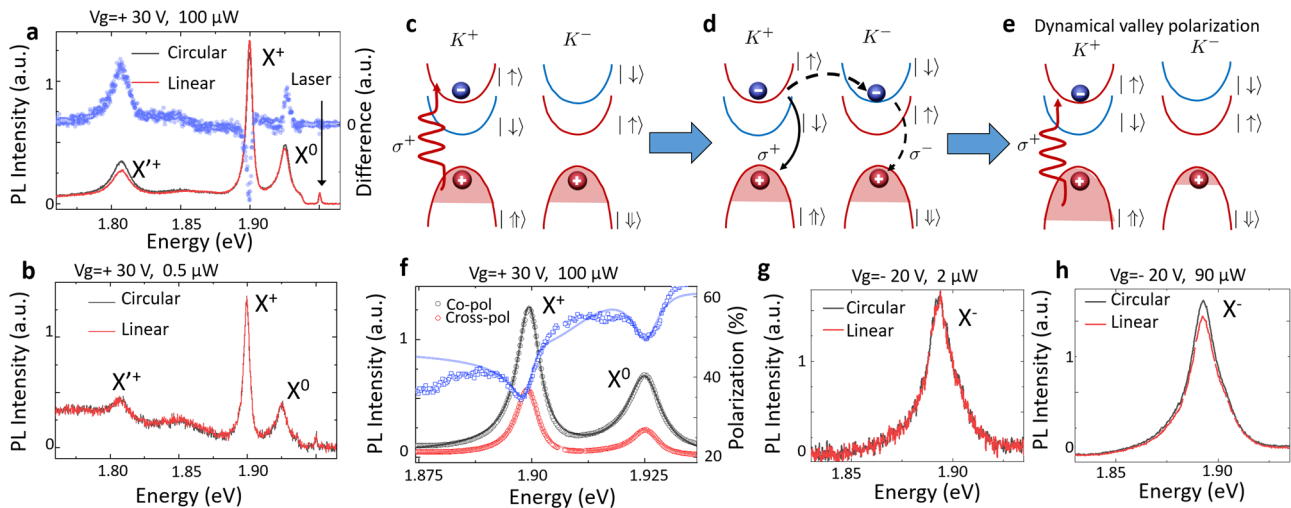 a
Vg=+ 30 V, 100 µW
Circular
Linear
X⁺
Laser
X'⁺
X⁰
PL Intensity (a.u.)
1
0
Difference (a.u.)
0
1.80
1.85
1.90
Energy (eV)
b
Vg=+ 30 V, 0.5 µW
Circular
Linear
X⁺
X'⁺
X⁰
PL Intensity (a.u.)
1
0
1.80
1.85
1.90
Energy (eV)
c
K⁺
K⁻
|↑⟩
|↓⟩
|↓⟩
|↑⟩
σ⁺
|⇑⟩
|⇓⟩
d
K⁺
K⁻
|↑⟩
|↓⟩
|↓⟩
|↑⟩
σ⁺
σ⁻
|⇑⟩
|⇓⟩
e
Dynamical valley polarization
K⁺
K⁻
|↑⟩
|↓⟩
|↓⟩
|↑⟩
σ⁺
|⇑⟩
|⇓⟩
f
Vg=+ 30 V, 100 µW
Co-pol
Cross-pol
X⁺
X⁰
PL Intensity (a.u.)
1
0
60
40
20
Polarization (%)
1.875
1.900
1.925
Energy (eV)
g
Vg=- 20 V, 2 µW
Circular
Linear
X⁻
PL Intensity (a.u.)
1
0
1.85
1.90
Energy (eV)
h
Vg=- 20 V, 90 µW
Circular
Linear
X⁻
PL Intensity (a.u.)
1
0
1.85
1.90
Energy (eV)